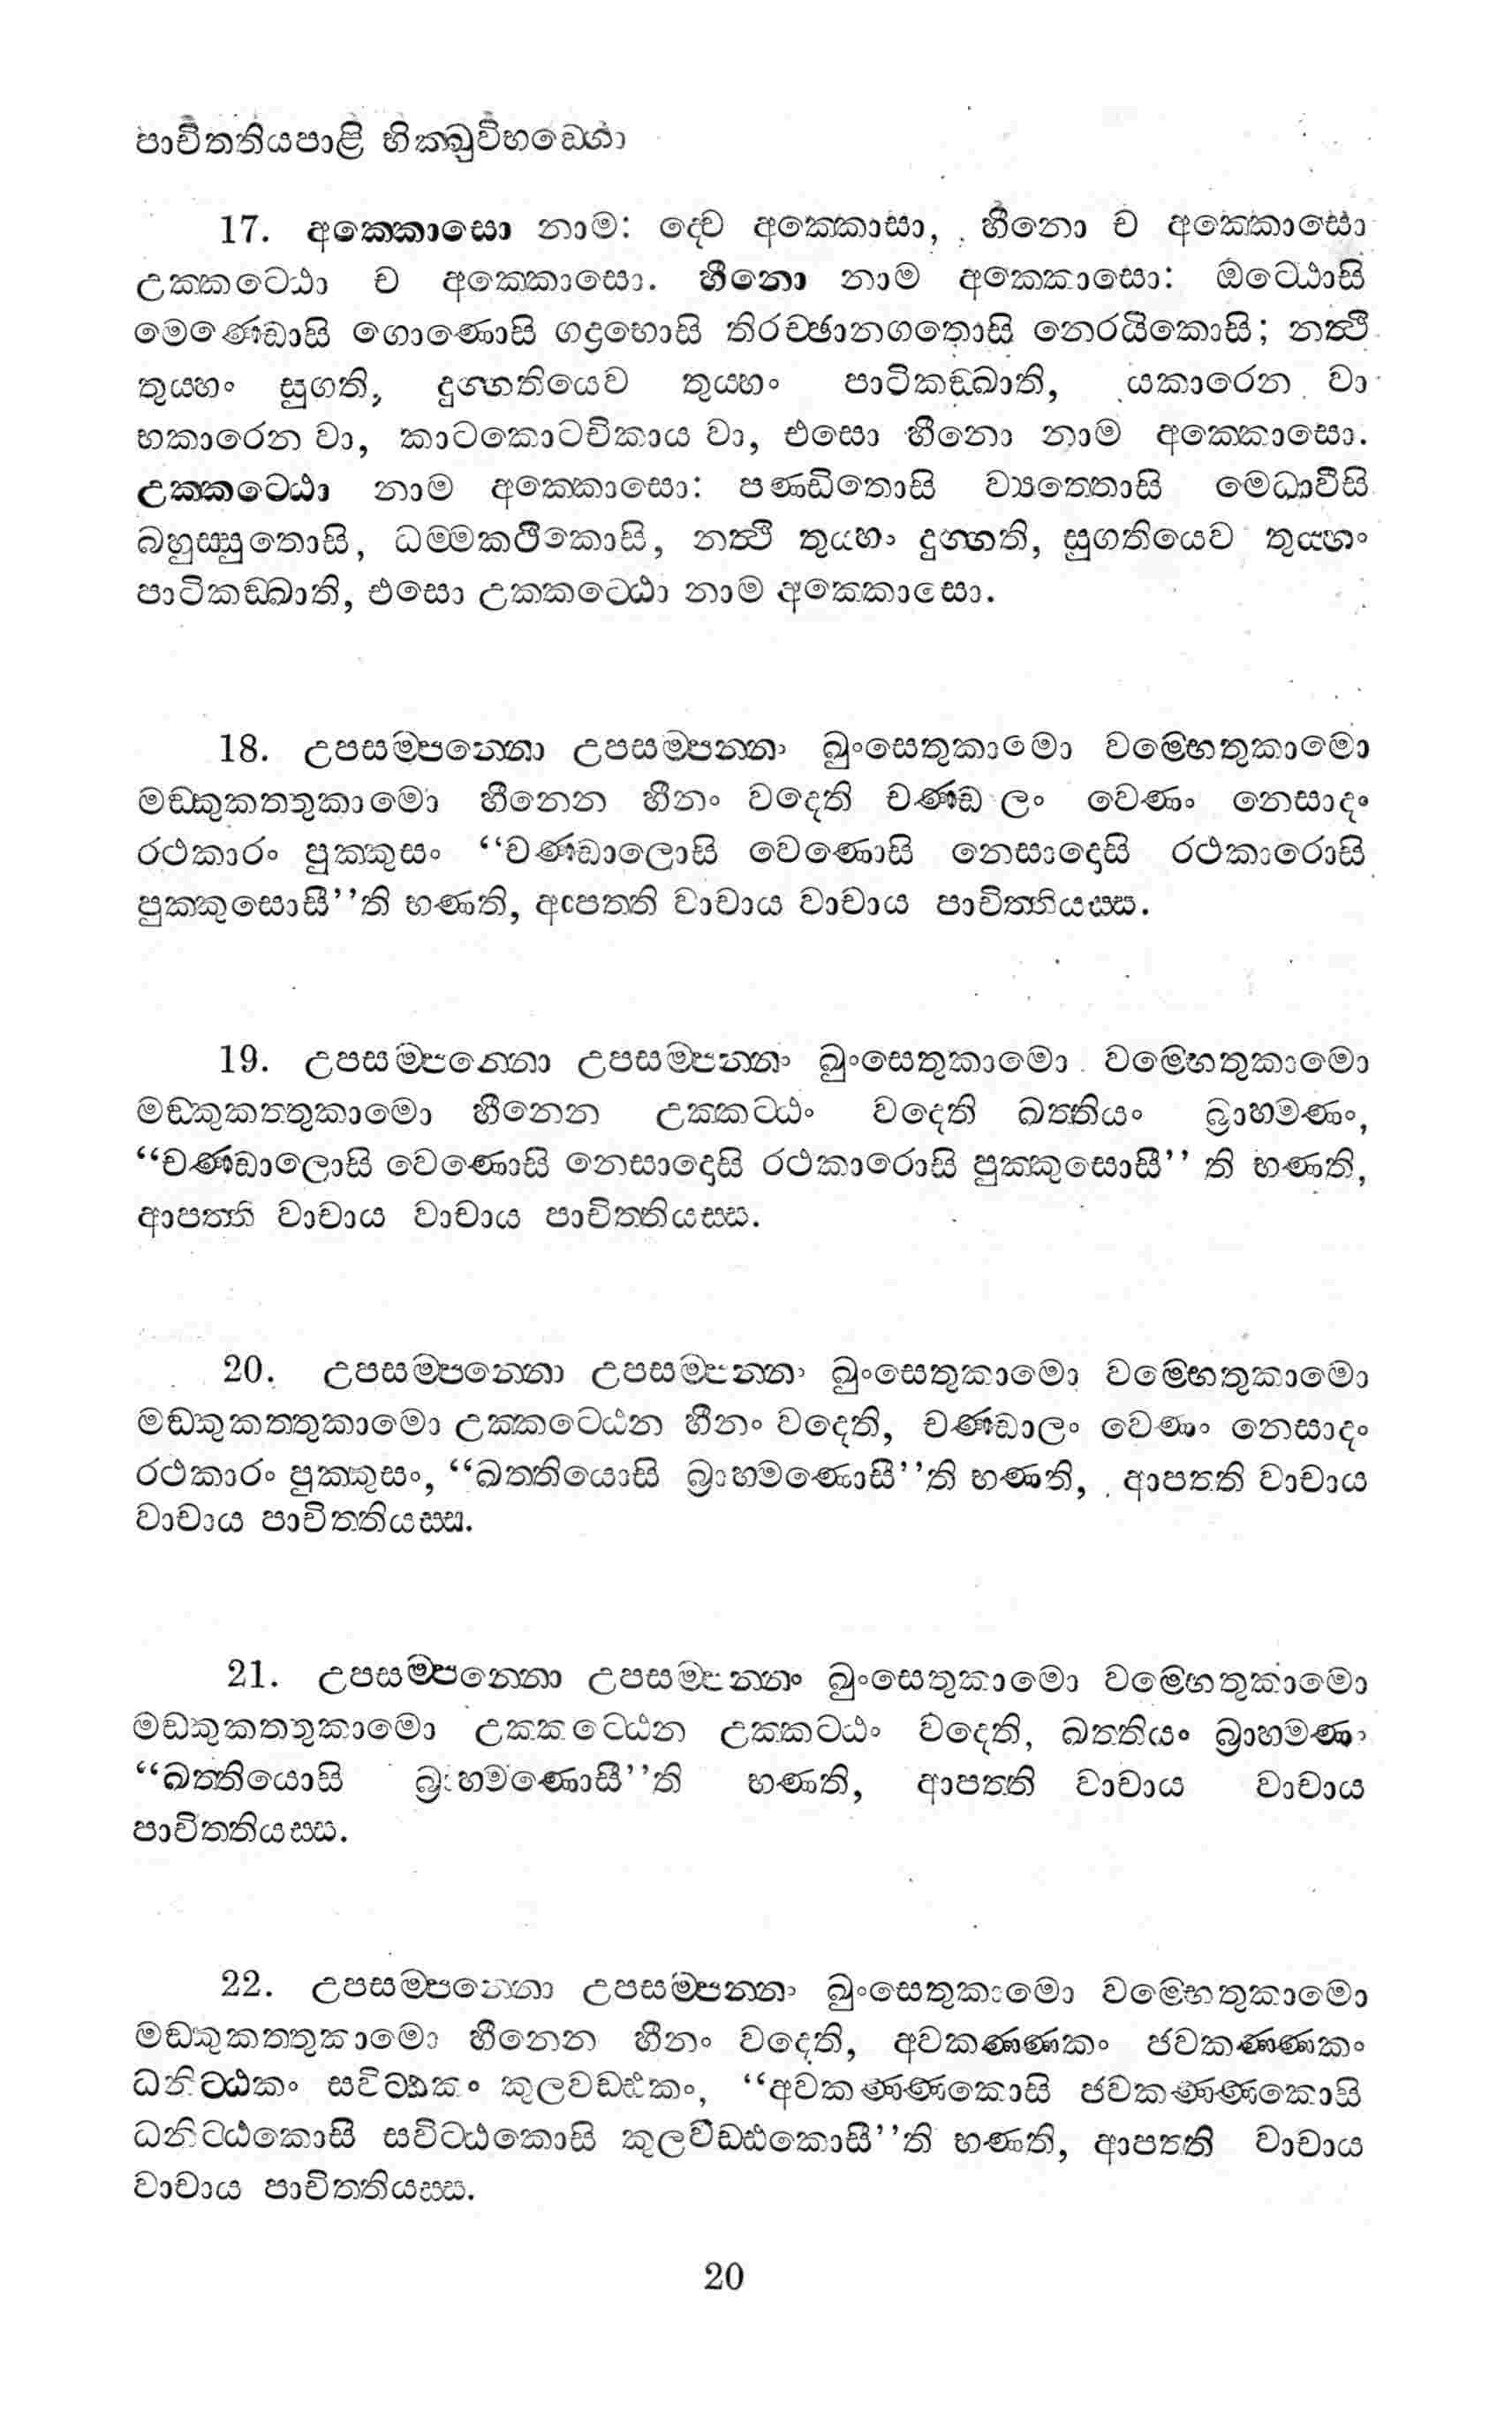 පාචිත්තියපාළි භික්ඛුවිභඞ්ගො
17. අක්කොසො නාම: ද්වෙ අක්කොසා, හීනො ච අක්කොසො
උක්කට්ඨො ච අක්කොසො. හීනො නාම අක්කොසො: ඔට්ඨොසි
මෙණ්ඩොසි ගොණොසි ගද්‍රභොසි තිරච්ඡානගතොසි නෙරයිකොසි; නත්ථි
තුය්හං සුගති, දුග්ගතියෙව තුය්හං පාටිකඞ්ඛාති, යකාරෙන වා
භකාරෙන වා, කාටකොටචිකාය වා, එසො හීනො නාම අක්කොසො.
උක්කට්ඨො නාම අක්කොසො: පණ්ඩිතොසි ව්‍යත්තොසි මෙධාවීසි
බහුස්සුතොසි, ධම්මකථිකොසි, නත්ථි තුය්හං දුග්ගති, සුගතියෙව තුය්හං
පාටිකඞ්ඛාති, එසො උක්කට්ඨො නාම අක්කොසො.
18. උපසම්පන්නො උපසම්පන්නං ඛුංසෙතුකාමො වම්භෙතුකාමො
මඞ්කුකත්තුකාමො හීනෙන හීනං වදෙති චණ්ඩාලං වෙණං නෙසාදං
රථකාරං පුක්කුසං “චණ්ඩාලොසි වෙණොසි නෙසාදොසි රථකාරොසි
පුක්කුසොසී”ති භණති, අපෙත්ති වාචාය වාචාය පාචිත්තියස්ස.
19. උපසම්පන්නො උපසම්පන්නං ඛුංසෙතුකාමො වම්භෙතුකාමො
මඞ්කුකත්තුකාමො හීනෙන උක්කට්ඨං වදෙති ඛත්තියං බ්‍රාහ්මණං,
“චණ්ඩාලොසි වෙණොසි නෙසාදොසි රථකාරොසි පුක්කුසොසී” ති භණති,
ආපත්ති වාචාය වාචාය පාචිත්තියස්ස.
20. උපසම්පන්නො උපසම්පන්නං ඛුංසෙතුකාමො වම්භෙතුකාමො
මඞ්කුකත්තුකාමො උක්කට්ඨෙන හීනං වදෙති, චණ්ඩාලං වෙණං නෙසාදං
රථකාරං පුක්කුසං, “ඛත්තියොසි බ්‍රාහ්මණොසී”ති භණති, ආපත්ති වාචාය
වාචාය පාචිත්තියස්ස.
21. උපසම්පන්නො උපසම්පන්නං ඛුංසෙතුකාමො වම්භෙතුකාමො
මඞ්කුකත්තුකාමො උක්කට්ඨෙන උක්කට්ඨං වදෙති, ඛත්තියං බ්‍රාහ්මණං
“ඛත්තියොසි බ්‍රාහ්මණොසී”ති භණති, ආපත්ති වාචාය වාචාය
පාචිත්තියස්ස.
22. උපසම්පන්නො උපසම්පන්නං ඛුංසෙතුකාමො වම්භෙතුකාමො
මඞ්කුකත්තුකාමො හීනෙන හීනං වදෙති, අවකණ්ණකං ජවකණ්ණකං
ධනිට්ඨකං සවිට්ඨකං කුලවඩ්ඪකං, “අවකණ්ණකොසි ජවකණ්ණකොසි
ධනිට්ඨකොසි සවිට්ඨකොසි කුලවඩ්ඪකොසී”ති භණති, ආපත්ති වාචාය
වාචාය පාචිත්තියස්ස.
20